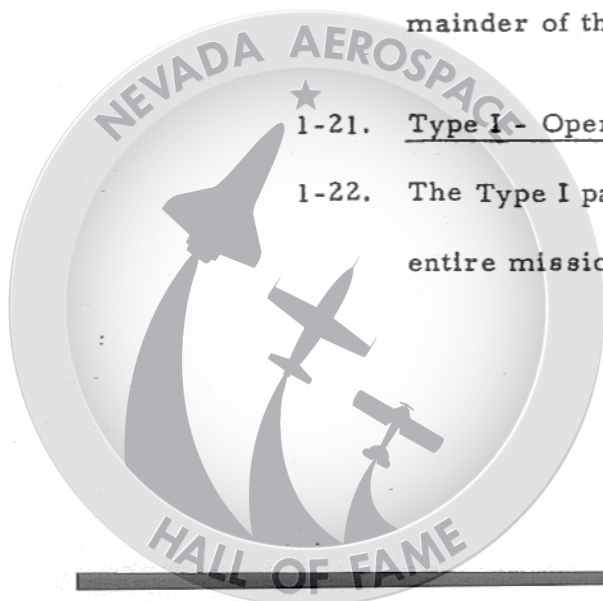 mainder of th
NEVADA AEROSPACE
1-21. Type I - Oper
1-22. The Type I pa
entire missio
HALL OF FAME